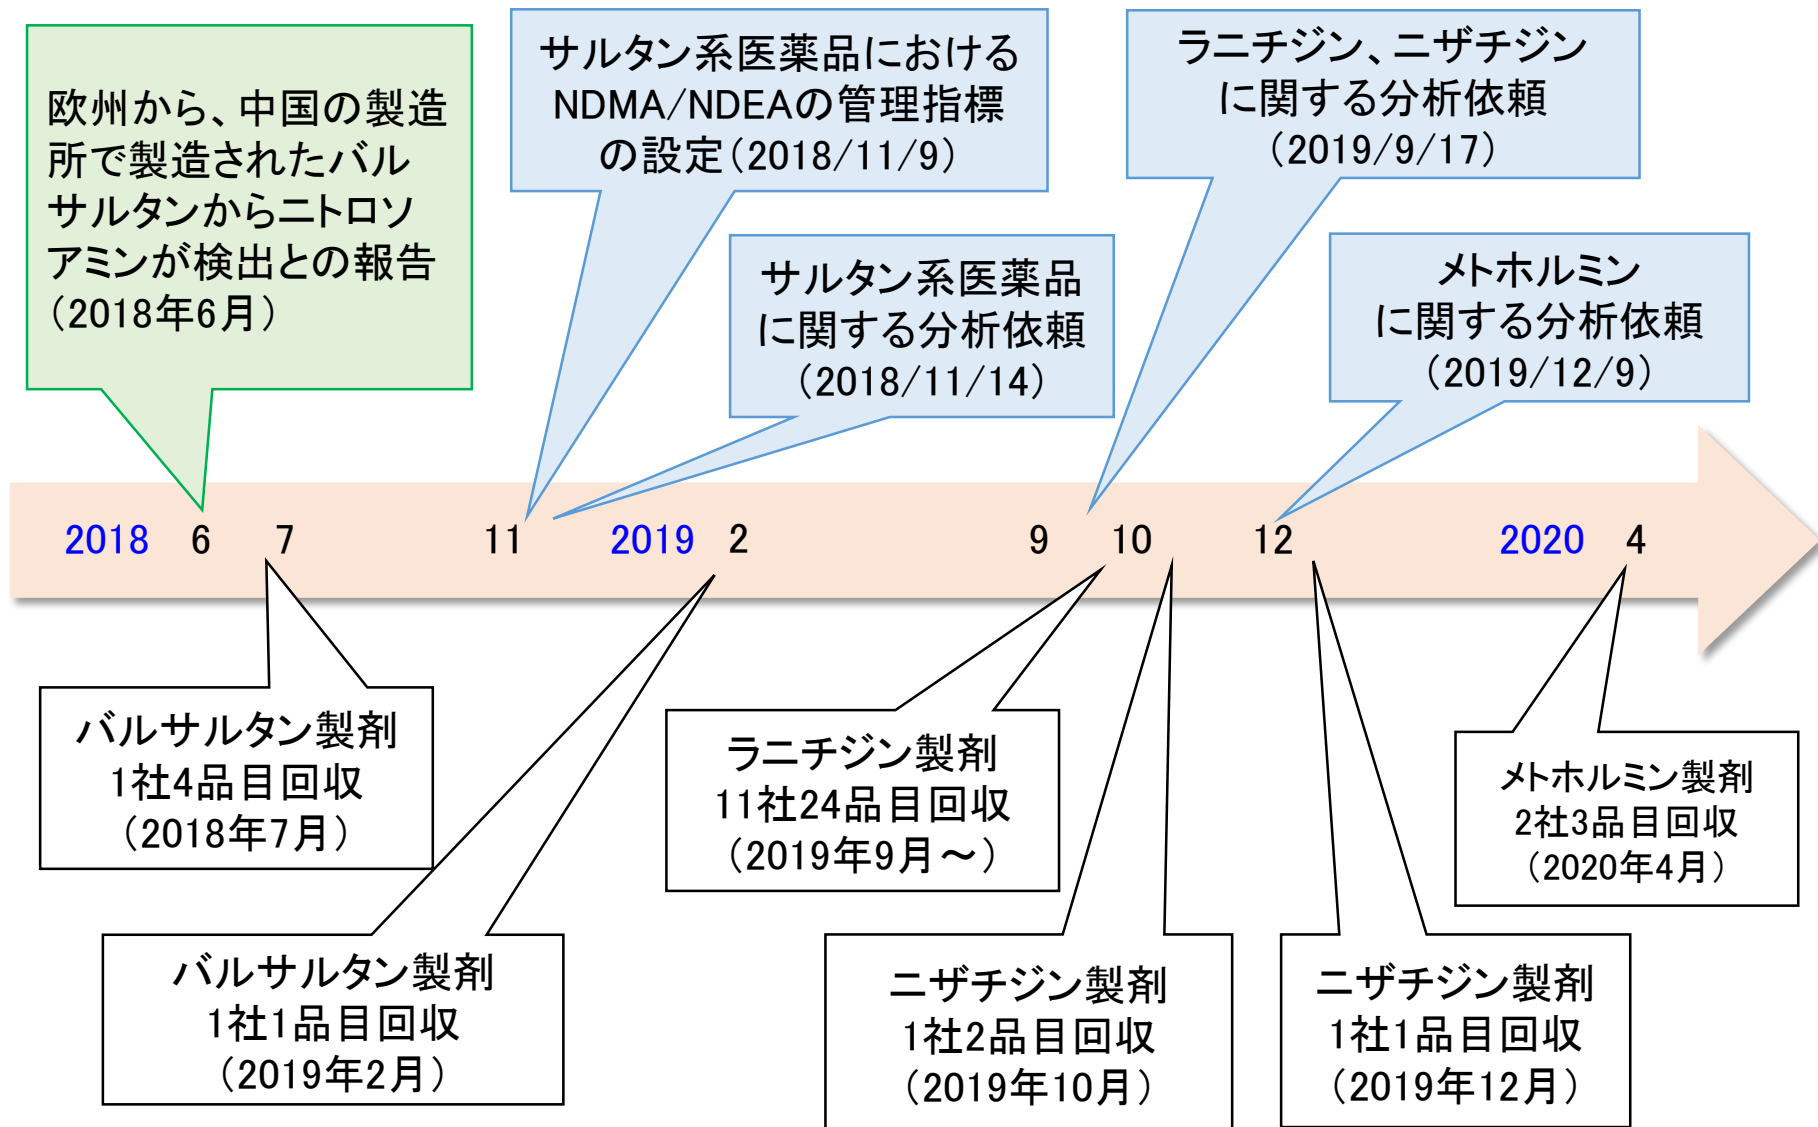 欧州から、中国の製造
所で製造されたバル
サルタンからニトロソ
アミンが検出との報告
（2018年6月）
サルタン系医薬品における
NDMA/NDEAの管理指標
の設定（2018/11/9）
サルタン系医薬品
に関する分析依頼
（2018/11/14）
ラニチジン、ニザチジン
に関する分析依頼
（2019/9/17）
メトホルミン
に関する分析依頼
（2019/12/9）
2018 6 7 11 2019 2 9 10 12 2020 4
バルサルタン製剤
1社4品目回収
（2018年7月）
バルサルタン製剤
1社1品目回収
（2019年2月）
ラニチジン製剤
11社24品目回収
（2019年9月～）
ニザチジン製剤
1社2品目回収
（2019年10月）
ニザチジン製剤
1社1品目回収
（2019年12月）
メトホルミン製剤
2社3品目回収
（2020年4月）